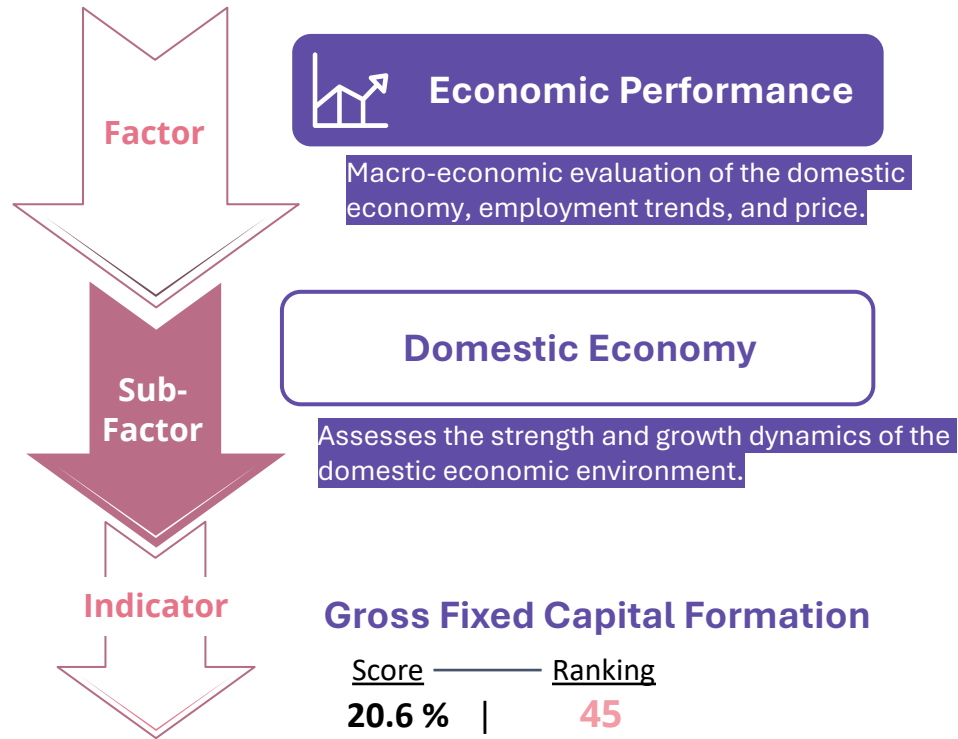 Factor
Economic Performance
Macro-economic evaluation of the domestic
economy, employment trends, and price.
Sub-
Factor
Domestic Economy
Assesses the strength and growth dynamics of the
domestic economic environment.
Indicator
Gross Fixed Capital Formation
Score Ranking
20.6 % | 45